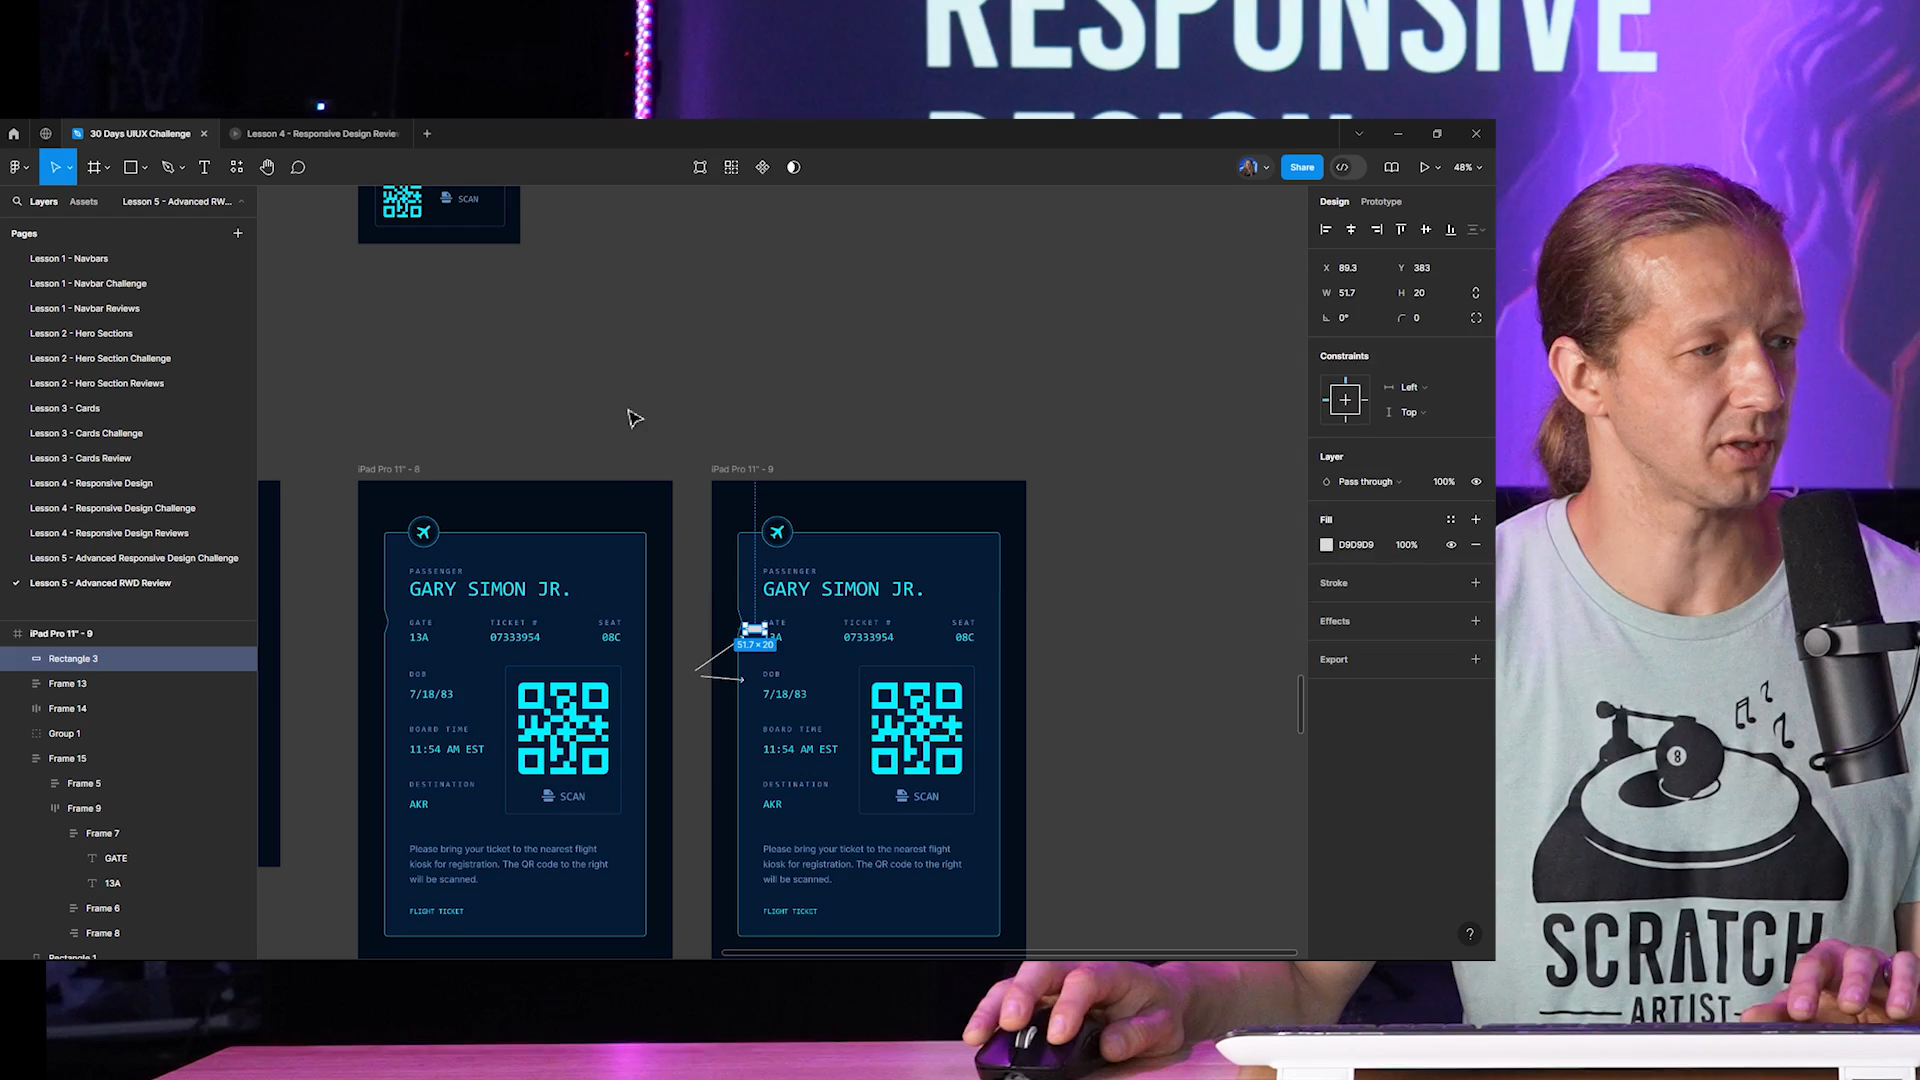 RESPONSIVE
DESIGN
30 Days UIUX Challenge
Lesson 4 - Responsive Design Review
Share
48%
Layers
Assets
Lesson 5 - Advanced RW...
Design
Prototype
Pages
Lesson 1 - Navbars
Lesson 1 - Navbar Challenge
Lesson 1 - Navbar Reviews
Lesson 2 - Hero Sections
Lesson 2 - Hero Section Challenge
Lesson 2 - Hero Section Reviews
Lesson 3 - Cards
Lesson 3 - Cards Challenge
Lesson 3 - Cards Review
Lesson 4 - Responsive Design
Lesson 4 - Responsive Design Challenge
Lesson 4 - Responsive Design Reviews
Lesson 5 - Advanced Responsive Design Challenge
Lesson 5 - Advanced RWD Review
iPad Pro 11" - 9
Rectangle 3
Frame 13
Frame 14
Group 1
Frame 15
Frame 5
Frame 9
Frame 7
GATE
13A
Frame 6
Frame 8
Rectangle 1
SCAN
iPad Pro 11" - 8
PASSENGER
GARY SIMON JR.
GATE
TICKET #
SEAT
13A
07333954
08C
DOB
7/18/83
BOARD TIME
11:54 AM EST
DESTINATION
AKR
SCAN
Please bring your ticket to the nearest flight
kiosk for registration. The QR code to the right
will be scanned.
FLIGHT TICKET
iPad Pro 11" - 9
PASSENGER
GARY SIMON JR.
ATE
TICKET #
SEAT
3A
07333954
08C
51.7 × 20
DOB
7/18/83
BOARD TIME
11:54 AM EST
DESTINATION
AKR
SCAN
Please bring your ticket to the nearest flight
kiosk for registration. The QR code to the right
will be scanned.
FLIGHT TICKET
X 89.3
Y 383
W 51.7
H 20
0°
0
Constraints
Left
Top
Layer
Pass through
100%
Fill
D9D9D9
100%
Stroke
Effects
Export
?
8
SCRATCH
ARTIST